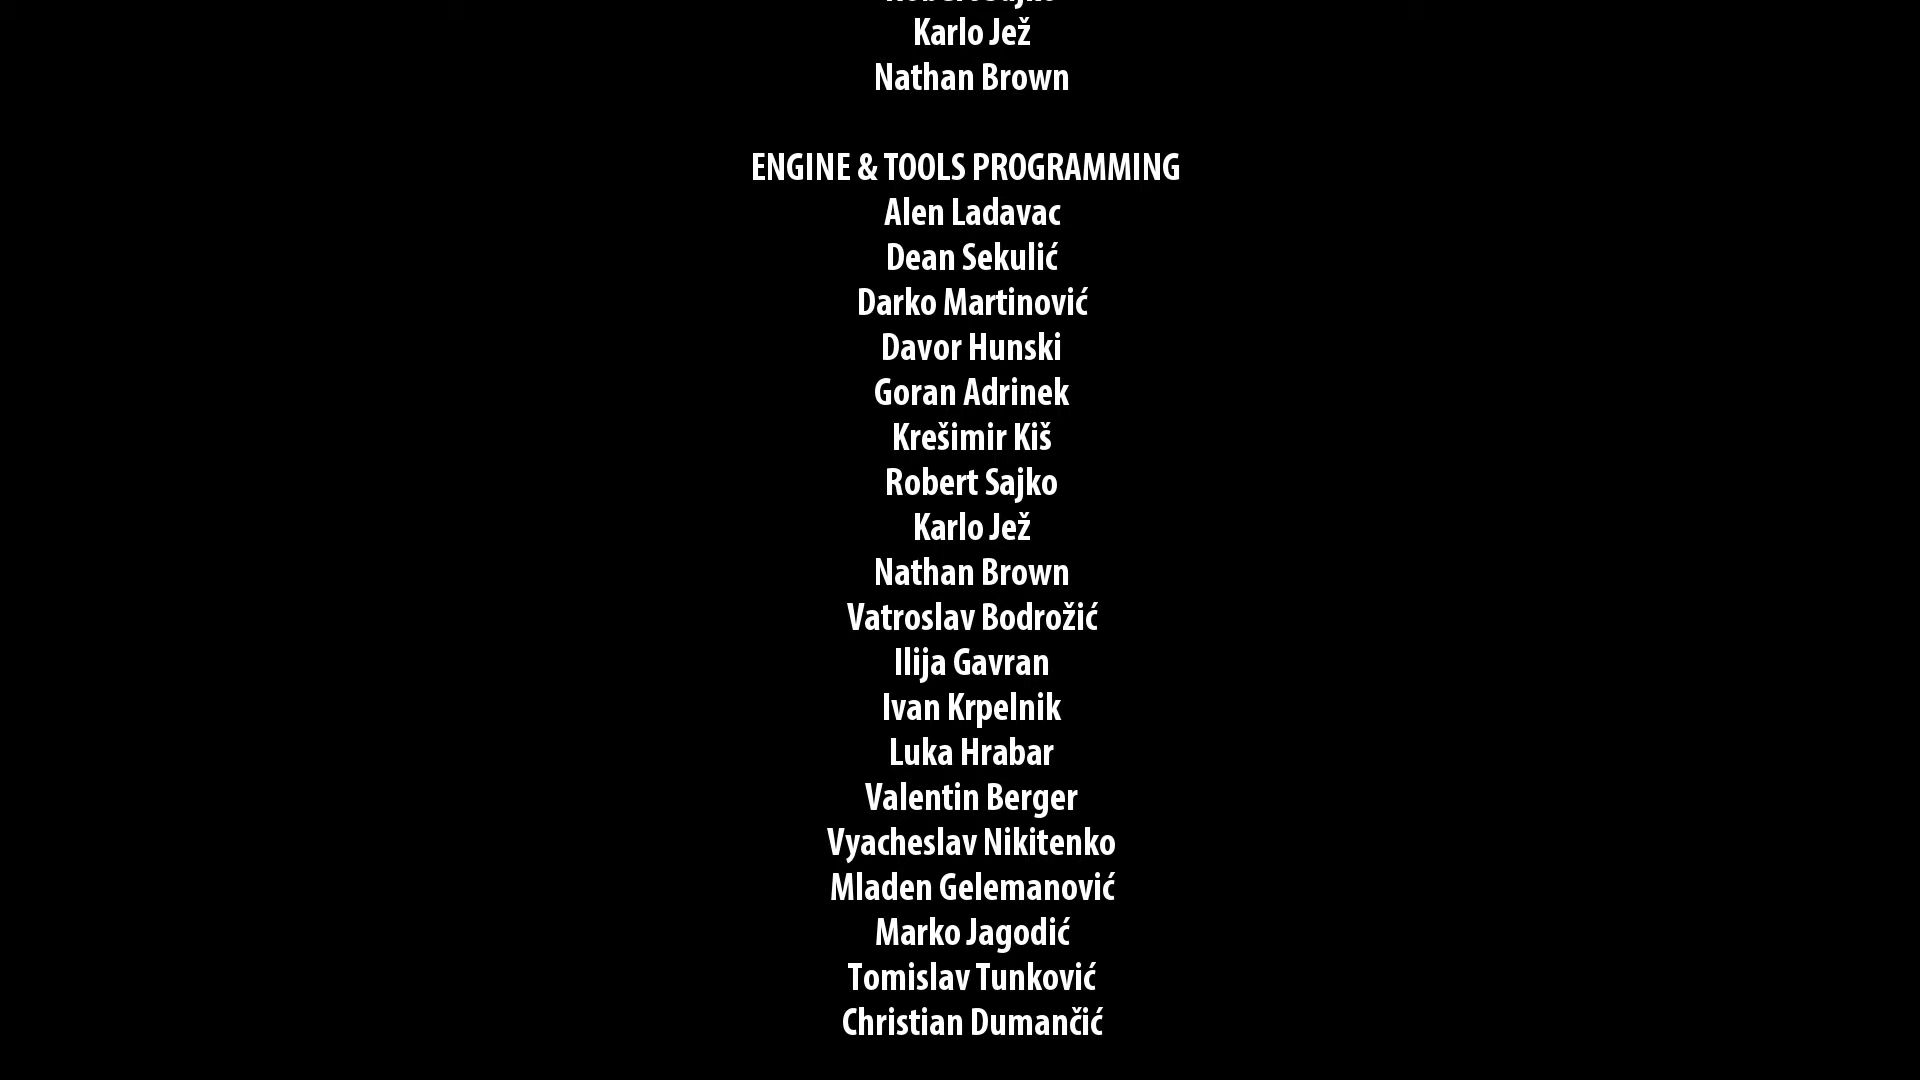 Robert Sajko
Karlo Jež
Nathan Brown
ENGINE & TOOLS PROGRAMMING
Alen Ladavac
Dean Sekulić
Darko Martinović
Davor Hunski
Goran Adrinek
Krešimir Kiš
Robert Sajko
Karlo Jež
Nathan Brown
Vatroslav Bodrožić
Ilija Gavran
Ivan Krpelnik
Luka Hrabar
Valentin Berger
Vyacheslav Nikitenko
Mladen Gelemanović
Marko Jagodić
Tomislav Tunković
Christian Dumančić